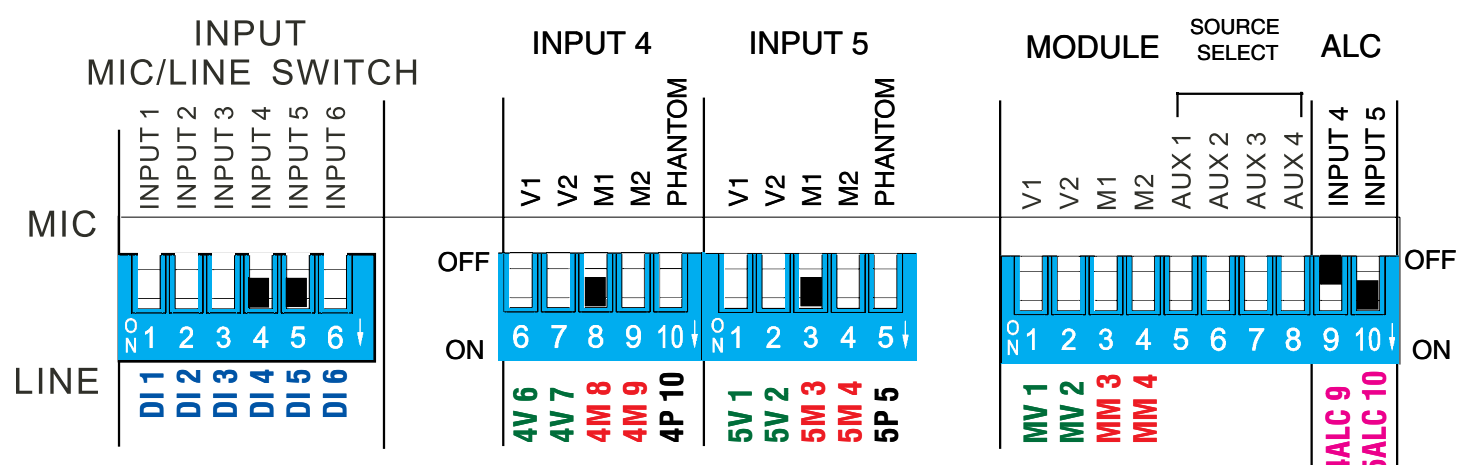 INPUT
MIC/LINE SWITCH
INPUT 4
INPUT 5
MODULE
SOURCE
SELECT
ALC
INPUT 1
INPUT 2
INPUT 3
INPUT 4
INPUT 5
INPUT 6
V1
V2
M1
M2
PHANTOM
V1
V2
M1
M2
PHANTOM
V1
V2
M1
M2
AUX 1
AUX 2
AUX 3
AUX 4
INPUT 4
INPUT 5
MIC
OFF
OFF
ON 1 2 3 4 5 6 ↓
6 7 8 9 10 ↓
ON 1 2 3 4 5 ↓
ON 1 2 3 4 5 6 7 8 9 10 ↓
ON
ON
LINE
DI 1
DI 2
DI 3
DI 4
DI 5
DI 6
4V 6
4V 7
4M 8
4M 9
4P 10
5V 1
5V 2
5M 3
5M 4
5P 5
MV 1
MV 2
MM 3
MM 4
4ALC 9
5ALC 10